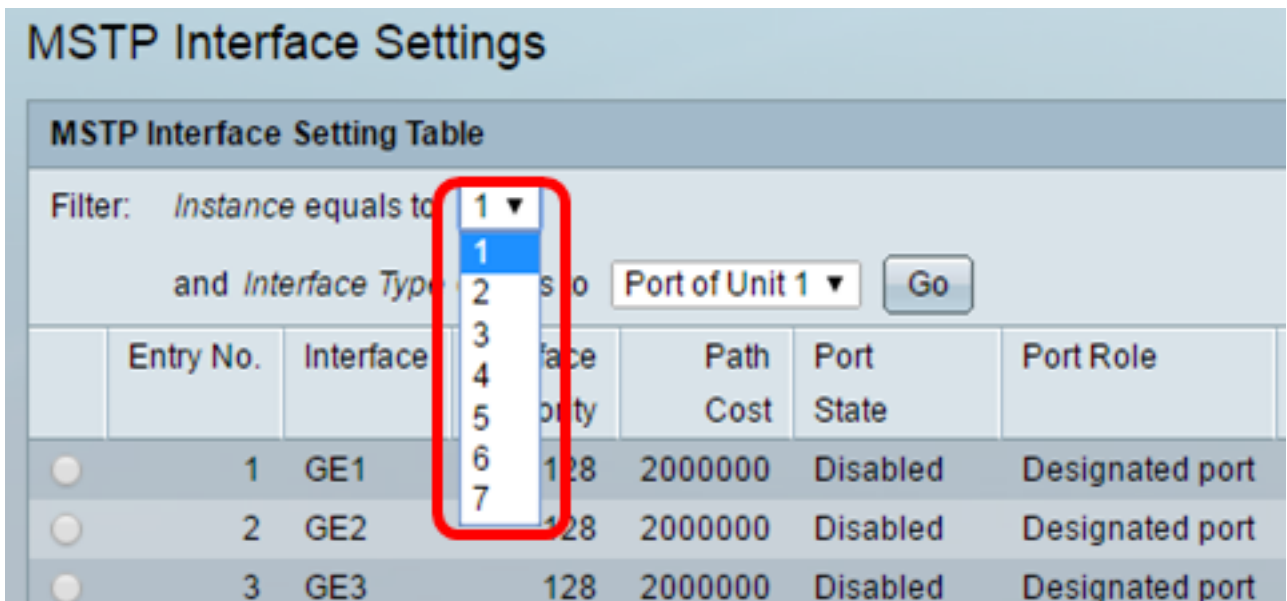 MSTP Interface Settings
MSTP Interface Setting Table
Filter: Instance equals to 1
1
2
3
4
5
6
7
and Interface Type Port of Unit 1 Go
Entry No. Interface Path Port Port Role
Cost State
1 GE1 128 2000000 Disabled Designated port
2 GE2 128 2000000 Disabled Designated port
3 GE3 128 2000000 Disabled Designated port